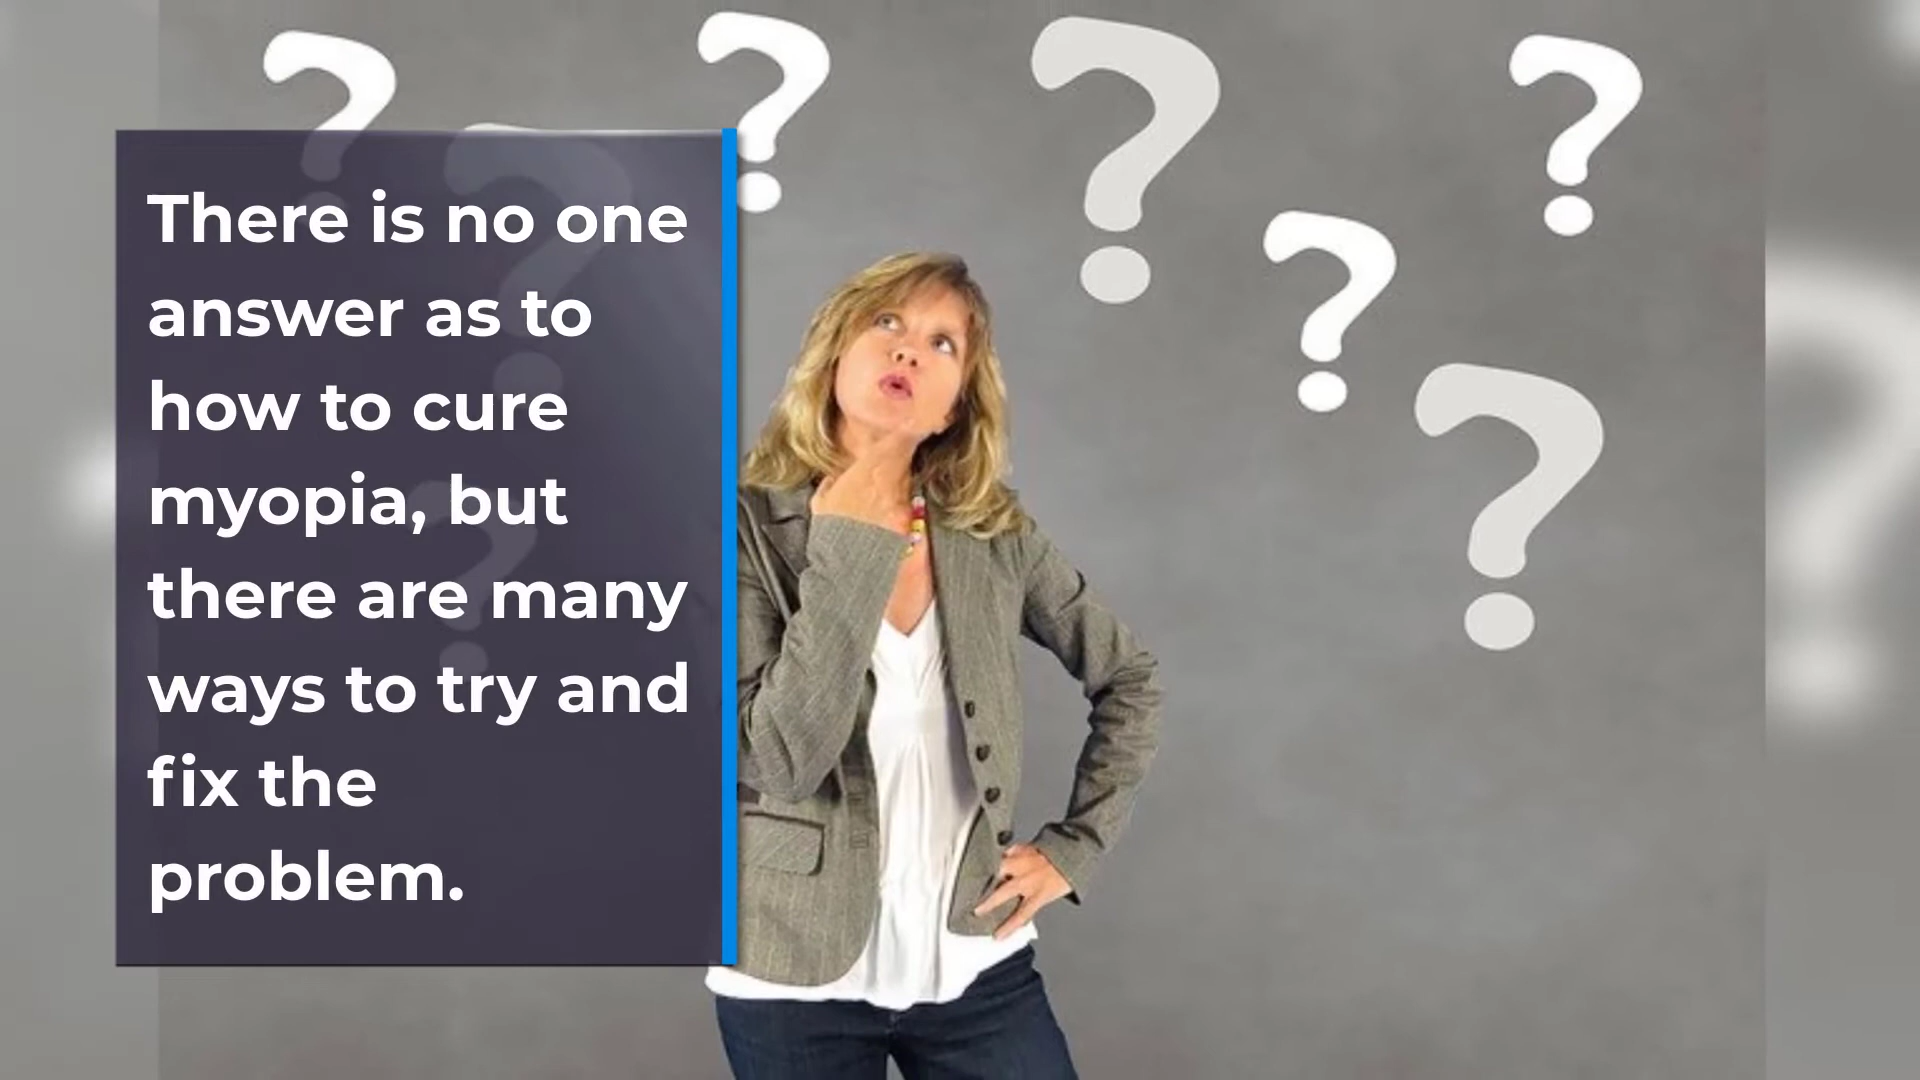 There is no one
answer as to
how to cure
myopia, but
there are many
ways to try and
fix the
problem.